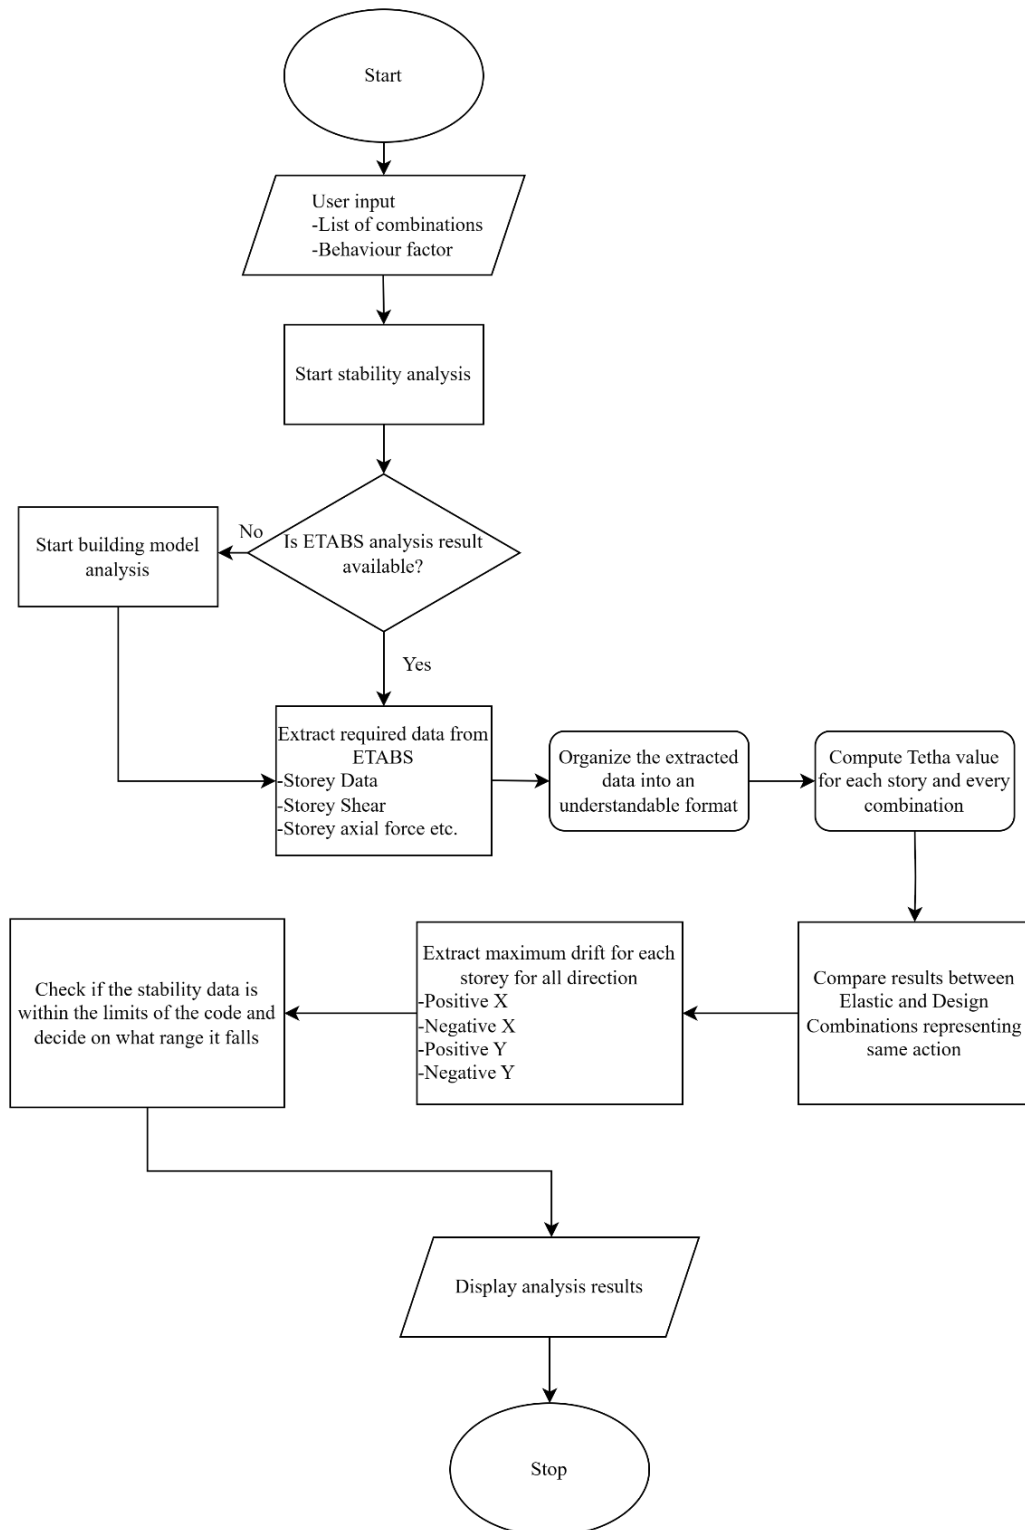 Start
User input
-List of combinations
-Behaviour factor
Start stability analysis
Is ETABS analysis result
available?
No
Start building model
analysis
Yes
Extract required data from
ETABS
-Storey Data
-Storey Shear
-Storey axial force etc.
Organize the extracted
data into an
understandable format
Compute Tetha value
for each story and every
combination
Compare results between
Elastic and Design
Combinations representing
same action
Extract maximum drift for each
storey for all direction
-Positive X
-Negative X
-Positive Y
-Negative Y
Check if the stability data is
within the limits of the code and
decide on what range it falls
Display analysis results
Stop